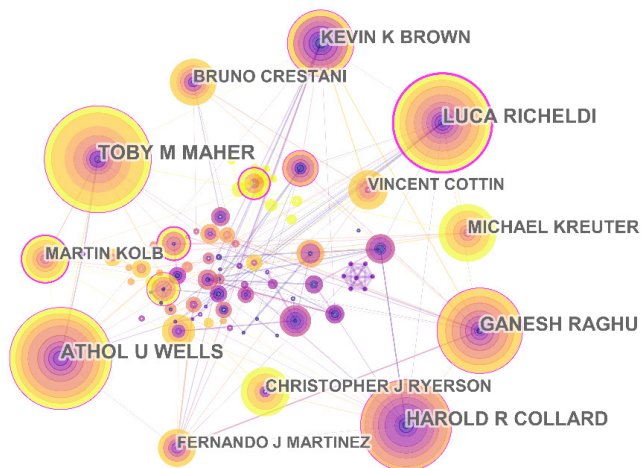 KEVIN K BROWN
BRUNO CRESTANI
LUCA RICHELDI
TOBY M MAHER
VINCENT COTTIN
MICHAEL KREUTER
MARTIN KOLB
GANESH RAGHU
ATHOL U WELLS
CHRISTOPHER J RYERSON
HAROLD R COLLARD
FERNANDO J MARTINEZ